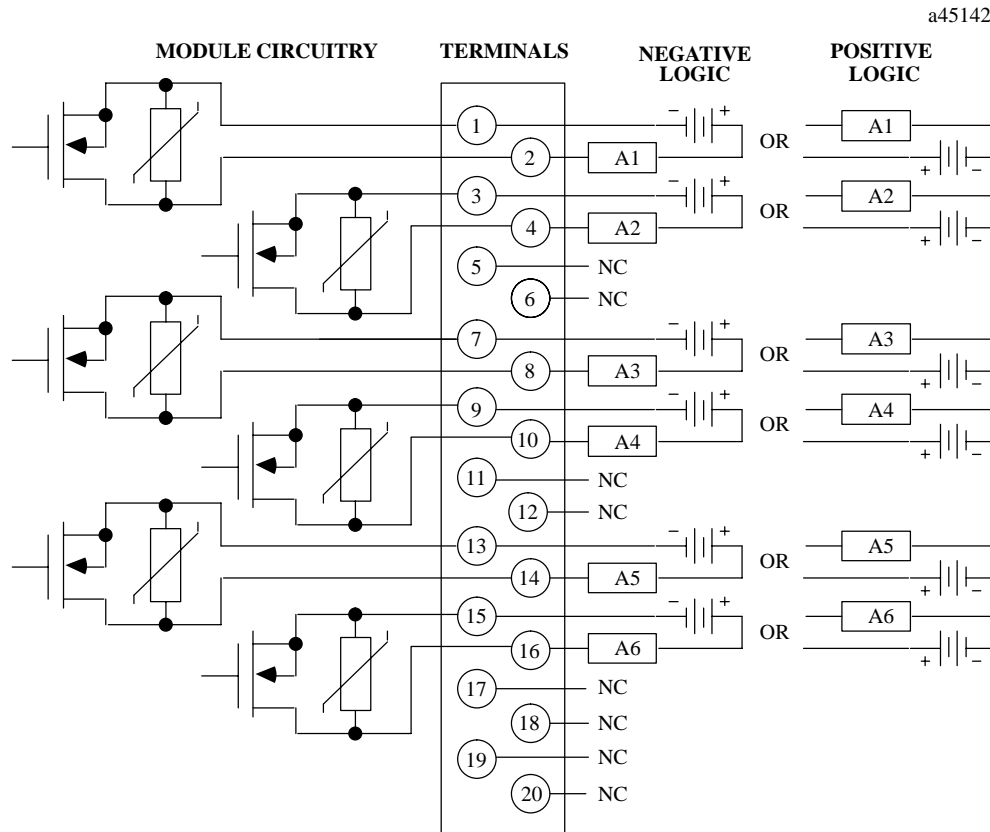 a45142
MODULE CIRCUITRY
TERMINALS
NEGATIVE
LOGIC
POSITIVE
LOGIC
1 − + A1
2 A1 OR + −
3 − + A2
4 A2 OR + −
5 NC
6 NC
7 − + A3
8 A3 OR + −
9 − + A4
10 A4 OR + −
11 NC
12 NC
13 − + A5
14 A5 OR + −
15 − + A6
16 A6 OR + −
17 NC
18 NC
19 NC
20 NC